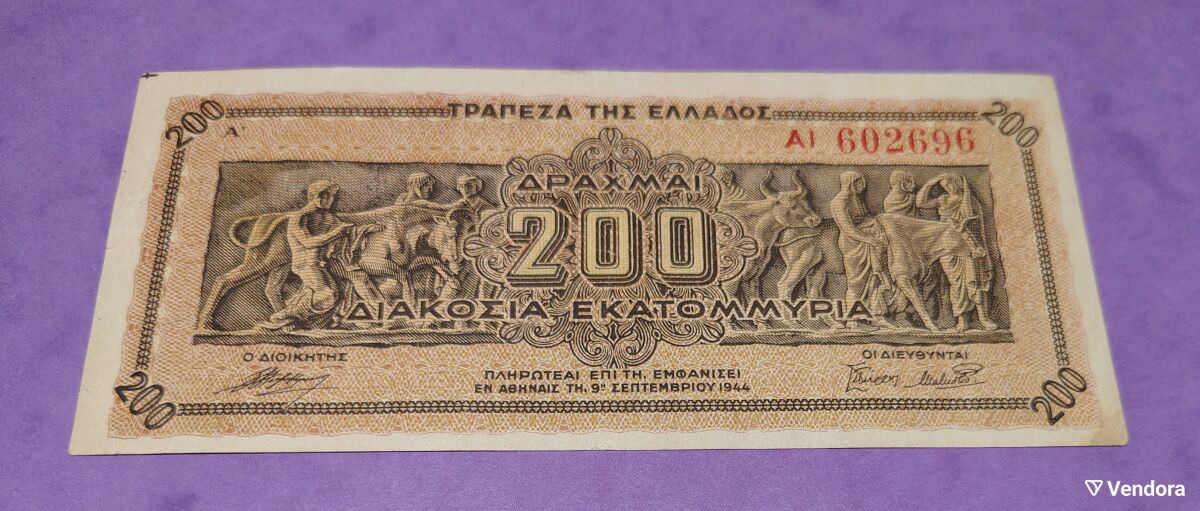 200 ΤΡΑΠΕΖΑ ΤΗΣ ΕΛΛΑΔΟΣ 200
Α'
ΑΙ 602696
ΔΡΑΧΜΑΙ
200
ΔΙΑΚΟΣΙΑ ΕΚΑΤΟΜΜΥΡΙΑ
Ο ΔΙΟΙΚΗΤΗΣ
ΟΙ ΔΙΕΥΘΥΝΤΑΙ
ΠΛΗΡΩΤΕΑΙ ΕΠΙ ΤΗ, ΕΜΦΑΝΙΣΕΙ
ΕΝ ΑΘΗΝΑΙΣ ΤΗ, 9ῃ ΣΕΠΤΕΜΒΡΙΟΥ 1944
200 200
Vendora